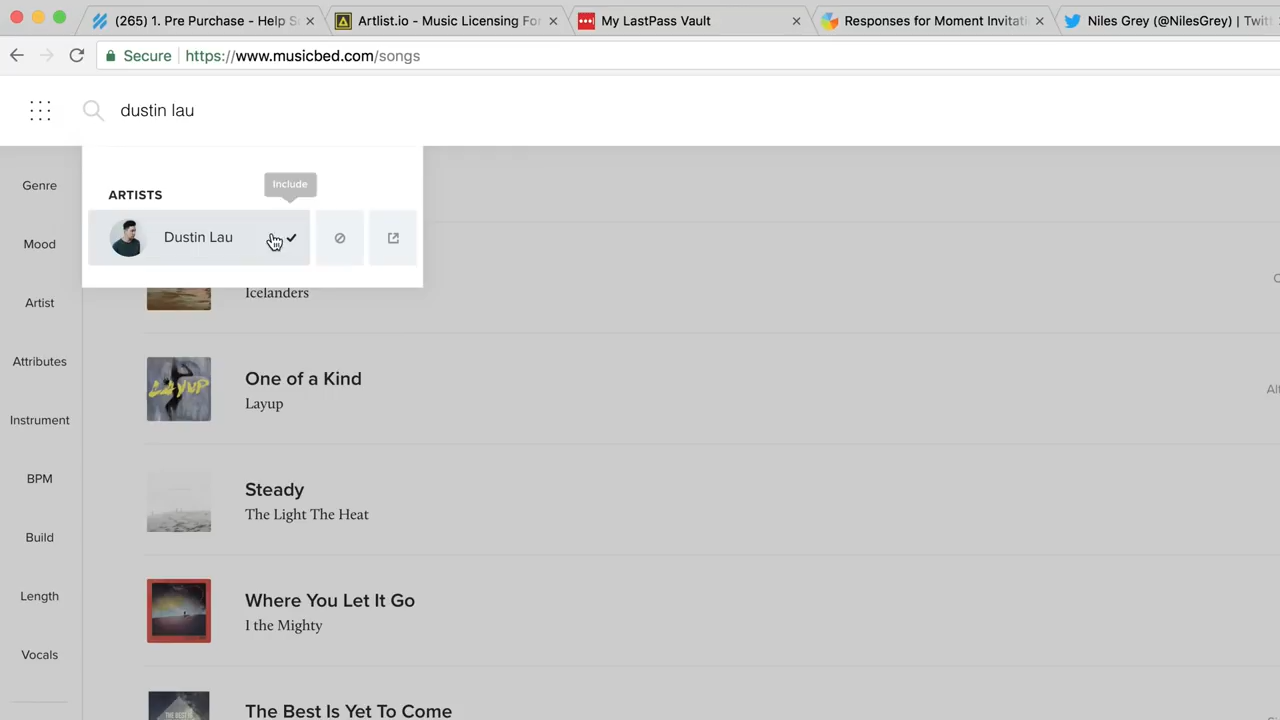 (265) 1. Pre Purchase - Help S
Artlist.io - Music Licensing For
My LastPass Vault
Responses for Moment Invitati
Niles Grey (@NilesGrey) | Twit
Secure
https://www.musicbed.com/songs
dustin lau
ARTISTS
Include
Dustin Lau
Genre
Mood
Artist
Attributes
Instrument
BPM
Build
Length
Vocals
Icelanders
One of a Kind
Layup
LAYUP
Al
Steady
The Light The Heat
Where You Let It Go
I the Mighty
The Best Is Yet To Come